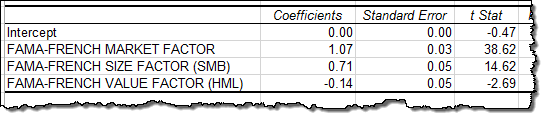 Coefficients Standard Error t Stat
Intercept 0.00 0.00 -0.47
FAMA-FRENCH MARKET FACTOR 1.07 0.03 38.62
FAMA-FRENCH SIZE FACTOR (SMB) 0.71 0.05 14.62
FAMA-FRENCH VALUE FACTOR (HML) -0.14 0.05 -2.69